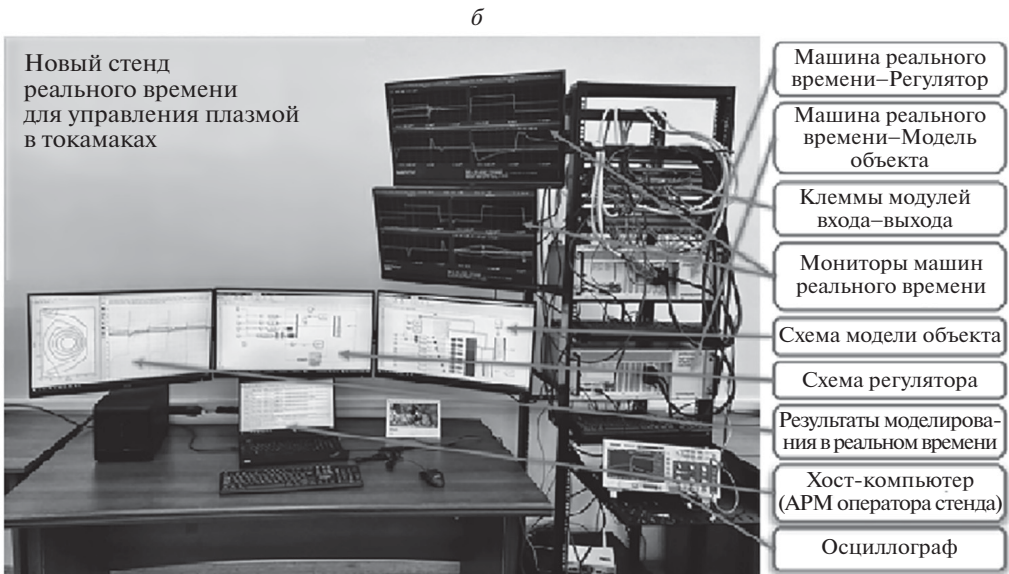 б
Новый стенд
реального времени
для управления плазмой
в токамаках
Машина реального
времени–Регулятор
Машина реального
времени–Модель
объекта
Клеммы модулей
входа–выхода
Мониторы машин
реального времени
Схема модели объекта
Схема регулятора
Результаты моделирова-
ния в реальном времени
Хост-компьютер
(АРМ оператора стенда)
Осциллограф